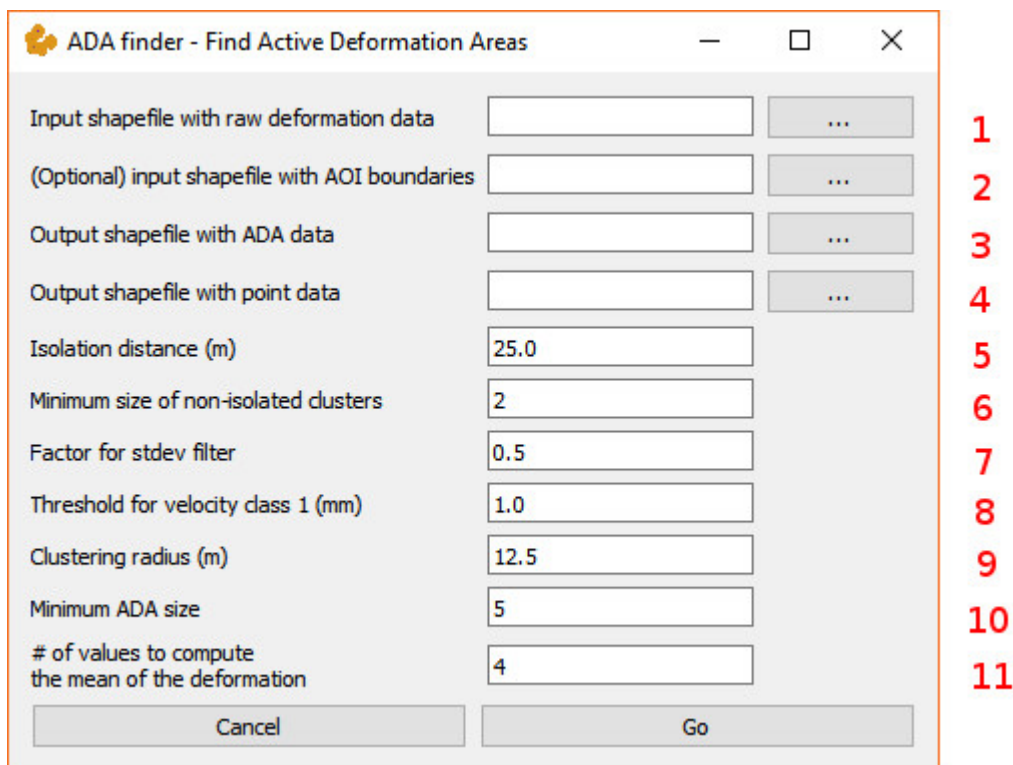 ADA finder - Find Active Deformation Areas
Input shapefile with raw deformation data ... 1
(Optional) input shapefile with AOI boundaries ... 2
Output shapefile with ADA data ... 3
Output shapefile with point data ... 4
Isolation distance (m) 25.0 5
Minimum size of non-isolated clusters 2 6
Factor for stdev filter 0.5 7
Threshold for velocity class 1 (mm) 1.0 8
Clustering radius (m) 12.5 9
Minimum ADA size 5 10
# of values to compute
the mean of the deformation 4 11
Cancel Go